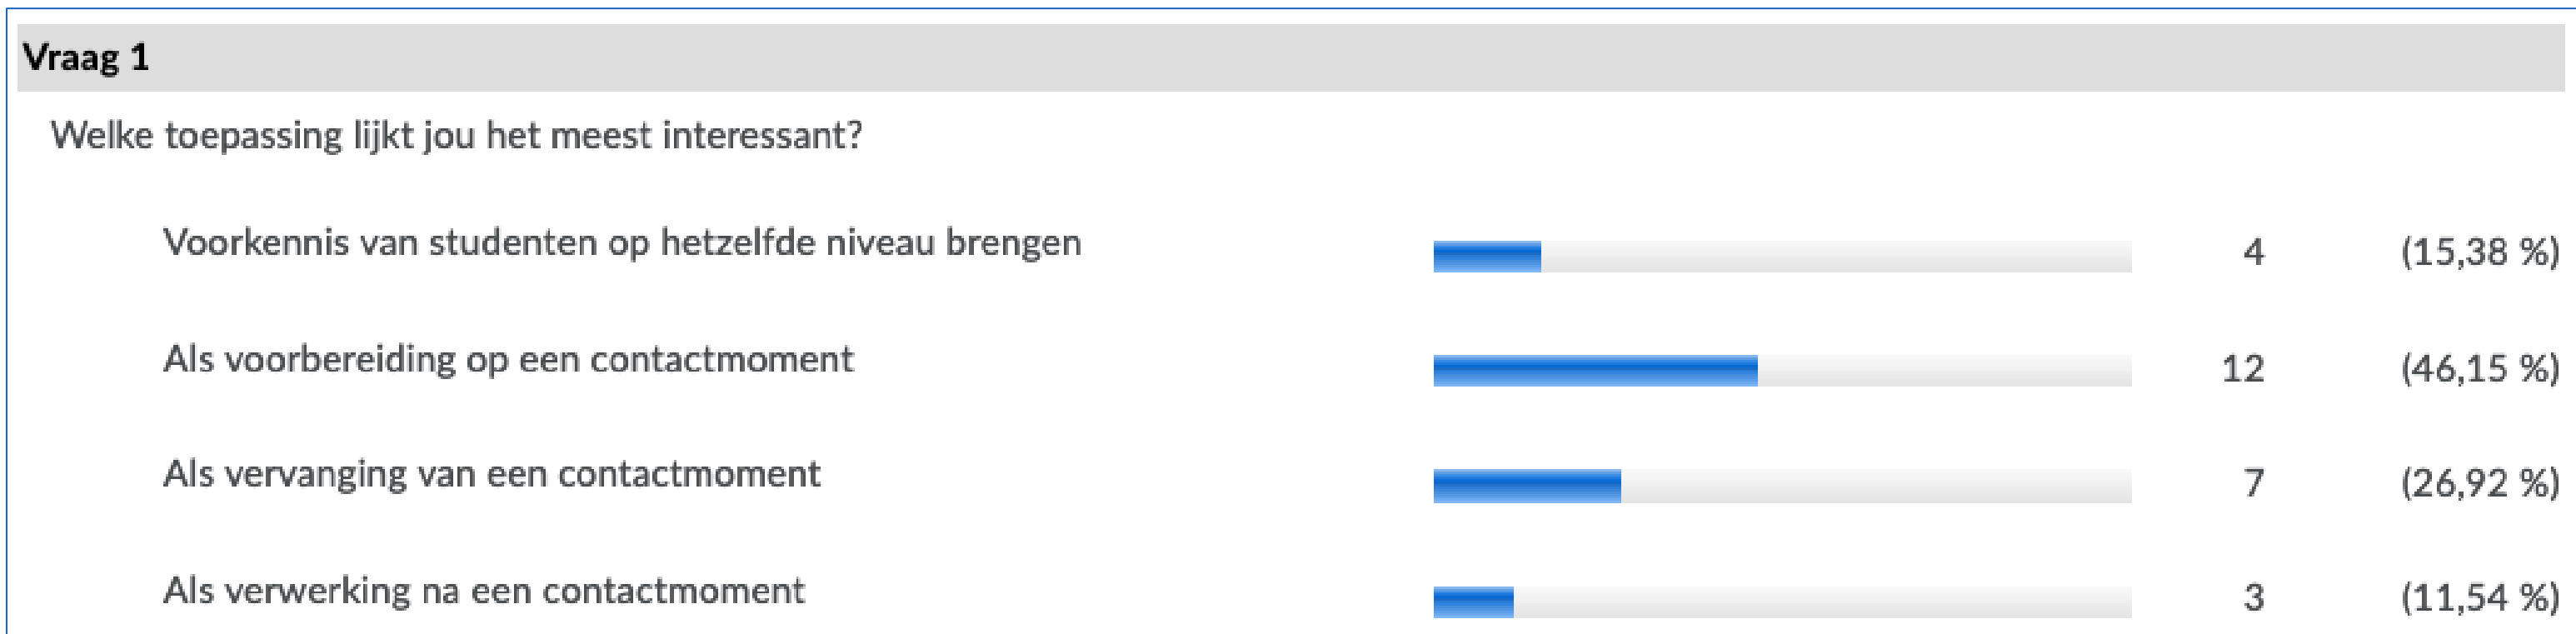 Vraag 1
Welke toepassing lijkt jou het meest interessant?
Voorkennis van studenten op hetzelfde niveau brengen 4 (15,38 %)
Als voorbereiding op een contactmoment 12 (46,15 %)
Als vervanging van een contactmoment 7 (26,92 %)
Als verwerking na een contactmoment 3 (11,54 %)